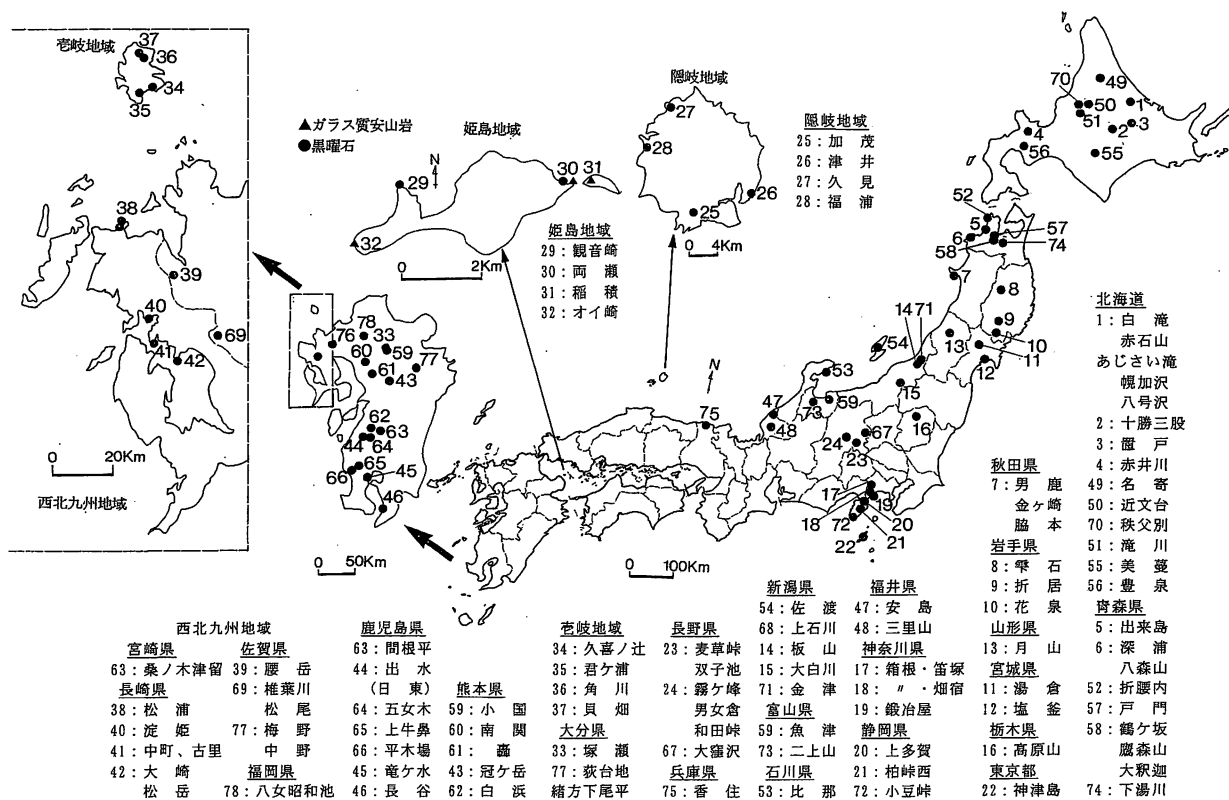 壱岐地域
37
36
34
35
38
39
40
41
42
69
0 20Km
西北九州地域
▲ガラス質安山岩
●黒曜石
姫島地域
N
29
30
31
32
0 2Km
姫島地域
29：観音崎
30：両瀬
31：稲積
32：オイ崎
隠岐地域
27
28
26
25
0 4Km
隠岐地域
25：加茂
26：津井
27：久見
28：福浦
78
76
33
59
60
77
61
43
62
63
44
64
65
45
66
46
0 50Km
N
75
0 100Km
70
49
50
1
51
2
3
4
56
55
52
5
57
6
58
74
7
8
9
14
71
13
10
11
12
54
53
15
47
73
59
16
48
24
67
23
17
19
18
72
20
22
21
北海道
1：白滝
赤石山
あじさい滝
幌加沢
八号沢
2：十勝三股
3：置戸
4：赤井川
49：名寄
50：近文台
70：秩父別
51：滝川
55：美蔓
56：豊泉
青森県
5：出来島
6：深浦
八森山
52：折腰内
57：戸門
58：鶴ケ坂
鷹森山
大釈迦
74：下湯川
秋田県
7：男鹿
金ヶ崎
脇本
岩手県
8：雫石
9：折居
10：花泉
山形県
13：月山
宮城県
11：湯倉
12：塩釜
栃木県
16：高原山
東京都
22：神津島
新潟県
54：佐渡
68：上石川
14：板山
15：大白川
71：金津
富山県
59：魚津
73：二上山
石川県
53：比那
福井県
47：安島
48：三里山
神奈川県
17：箱根・笛塚
18：〃・畑宿
19：鍛冶屋
静岡県
20：上多賀
21：柏峠西
72：小豆峠
長野県
23：麦草峠
双子池
24：霧ケ峰
男女倉
和田峠
67：大窪沢
兵庫県
75：香住
壱岐地域
34：久喜ノ辻
35：君ケ浦
36：角川
37：貝畑
大分県
33：塚瀬
77：荻台地
緒方下尾平
鹿児島県
63：間根平
44：出水
（日東）
64：五女木
65：上牛鼻
66：平木場
45：竜ケ水
46：長谷
熊本県
59：小国
60：南関
61：轟
43：冠ケ岳
62：白浜
西北九州地域
宮崎県
63：桑ノ木津留
長崎県
38：松浦
40：淀姫
41：中町、古里
42：大崎
松岳
佐賀県
39：腰岳
69：椎葉川
松尾
77：梅野
中野
福岡県
78：八女昭和池